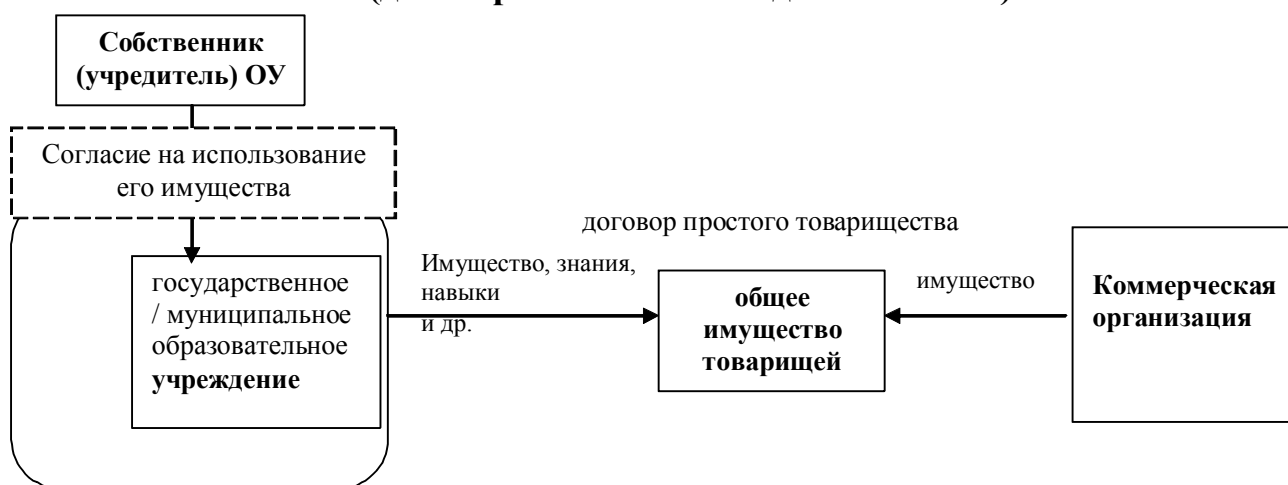 Собственник
(учредитель) ОУ
Согласие на использование
его имущества
договор простого товарищества
государственное
/ муниципальное
образовательное
учреждение
Имущество, знания,
навыки
и др.
общее
имущество
товарищей
имущество
Коммерческая
организация